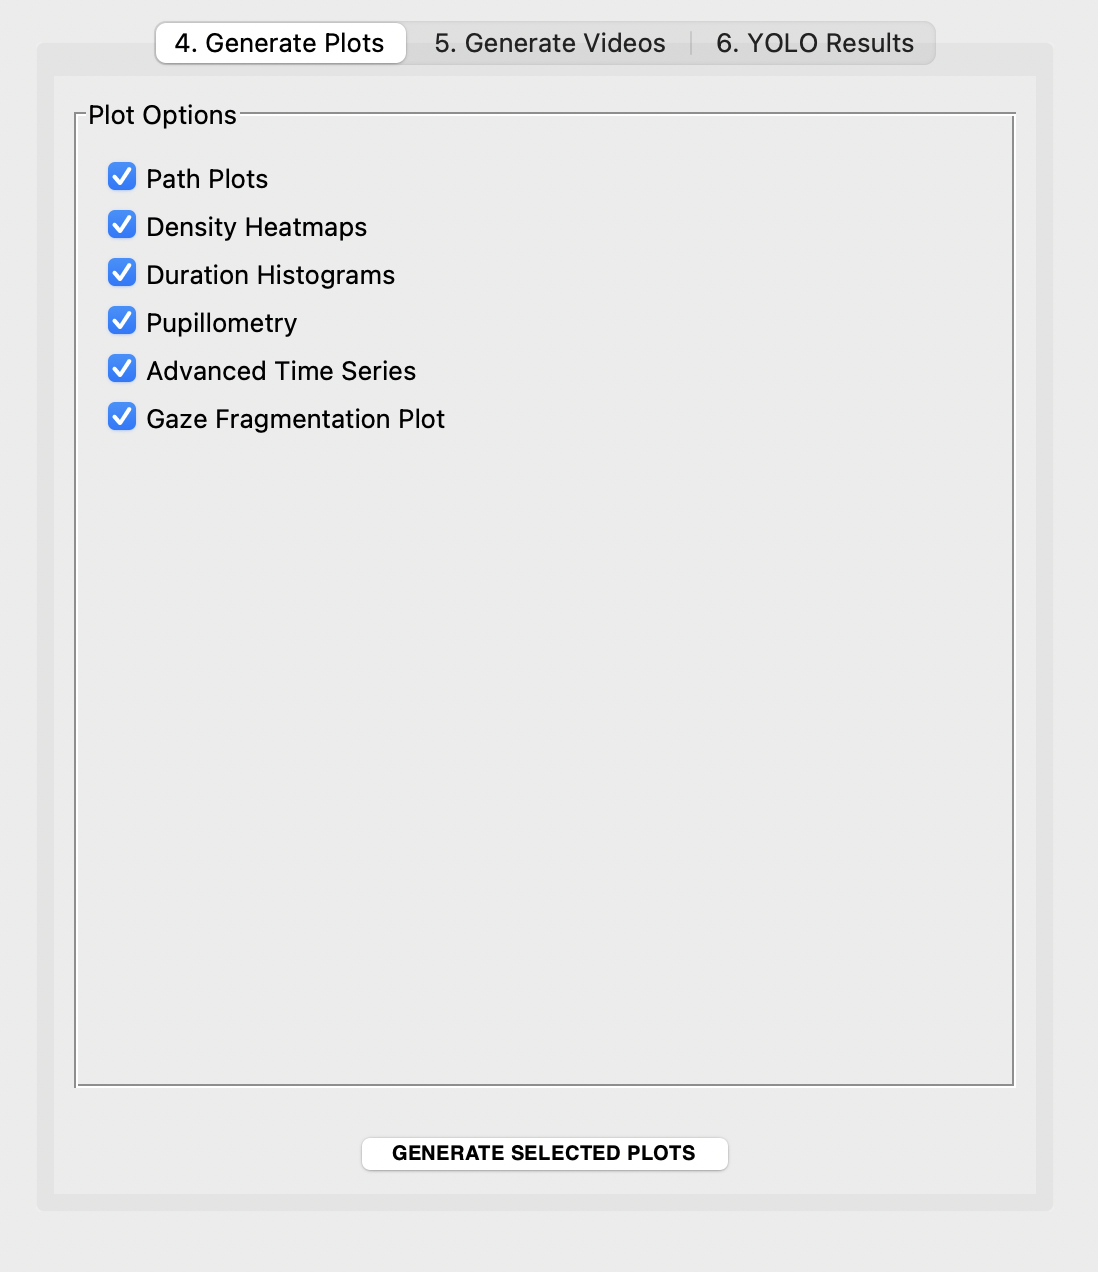 4. Generate Plots 5. Generate Videos 6. YOLO Results
Plot Options
Path Plots
Density Heatmaps
Duration Histograms
Pupillometry
Advanced Time Series
Gaze Fragmentation Plot
GENERATE SELECTED PLOTS